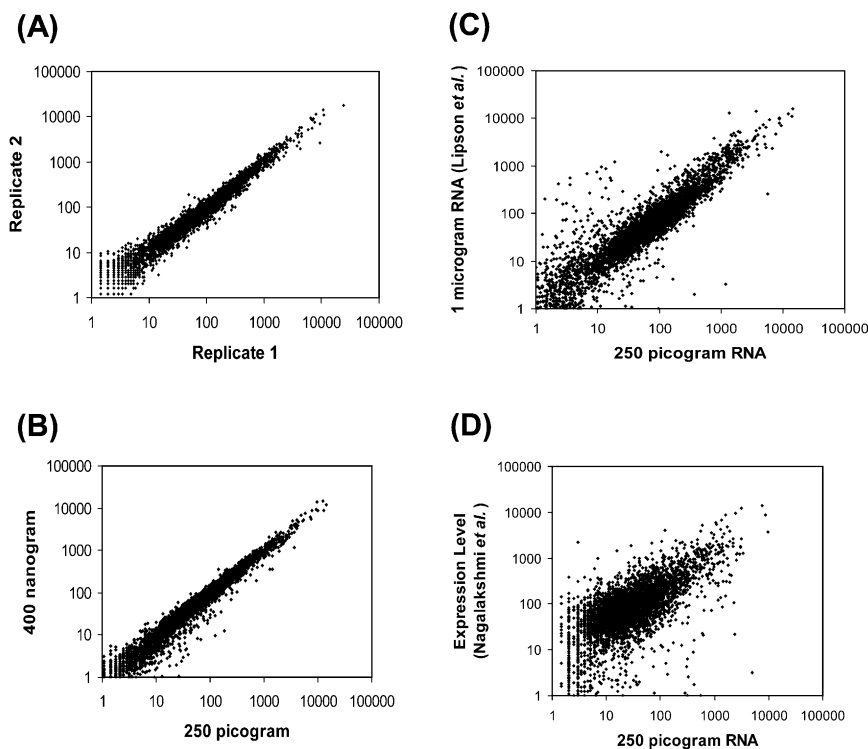 (A)
100000
10000
1000
100
10
1
1 10 100 1000 10000 100000
Replicate 2
Replicate 1
(B)
100000
10000
1000
100
10
1
1 10 100 1000 10000 100000
400 nanogram
250 picogram
(C)
100000
10000
1000
100
10
1
1 10 100 1000 10000 100000
1 microgram RNA (Lipson et al.)
250 picogram RNA
(D)
100000
10000
1000
100
10
1
1 10 100 1000 10000 100000
Expression Level
(Nagalakshmi et al.)
250 picogram RNA